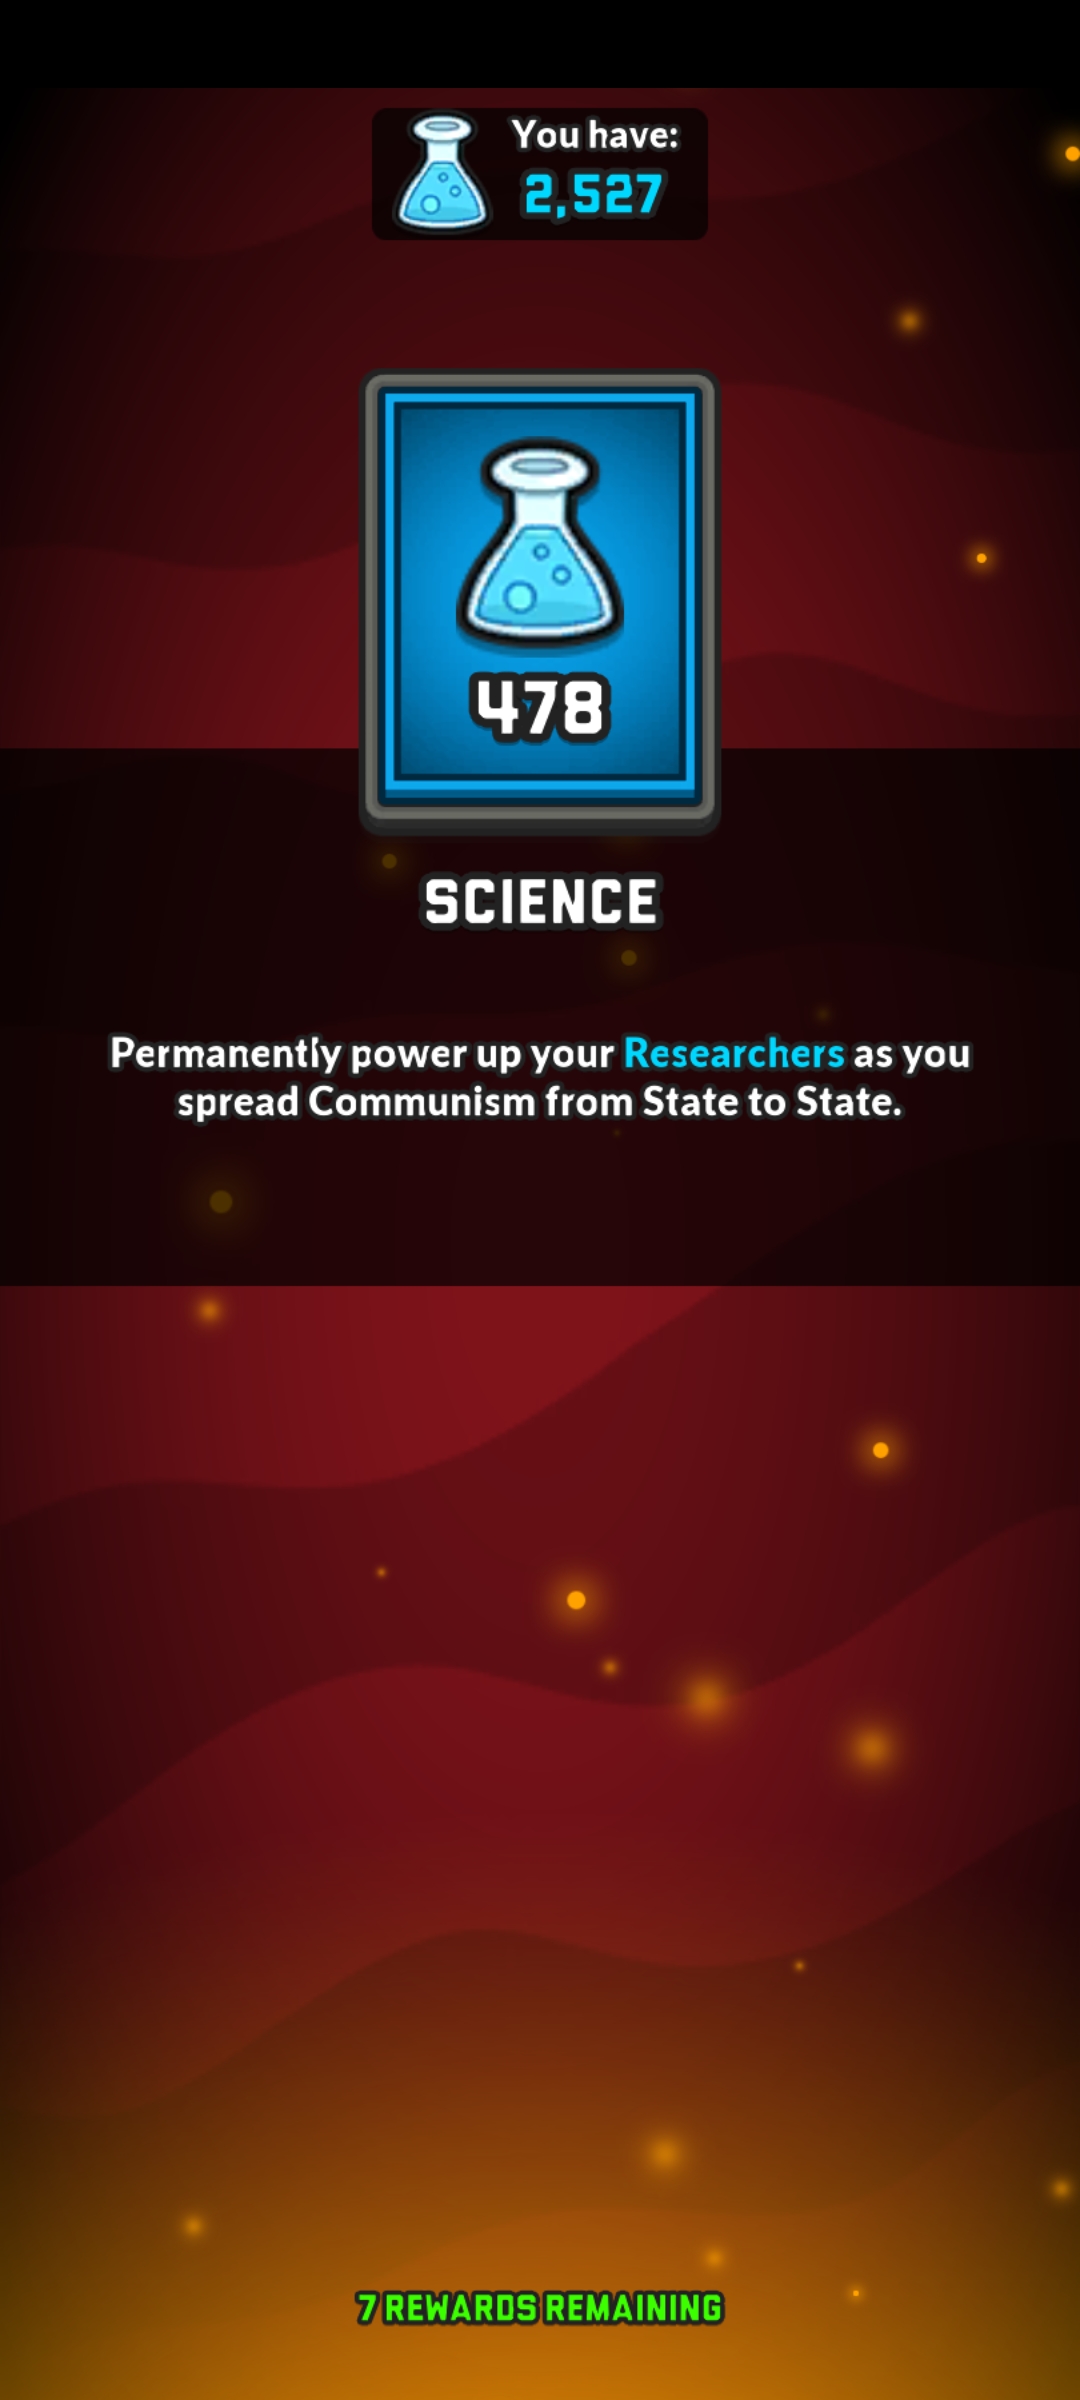 You have:
2,527
478
SCIENCE
Permanently power up your Researchers as you
spread Communism from State to State.
7 REWARDS REMAINING